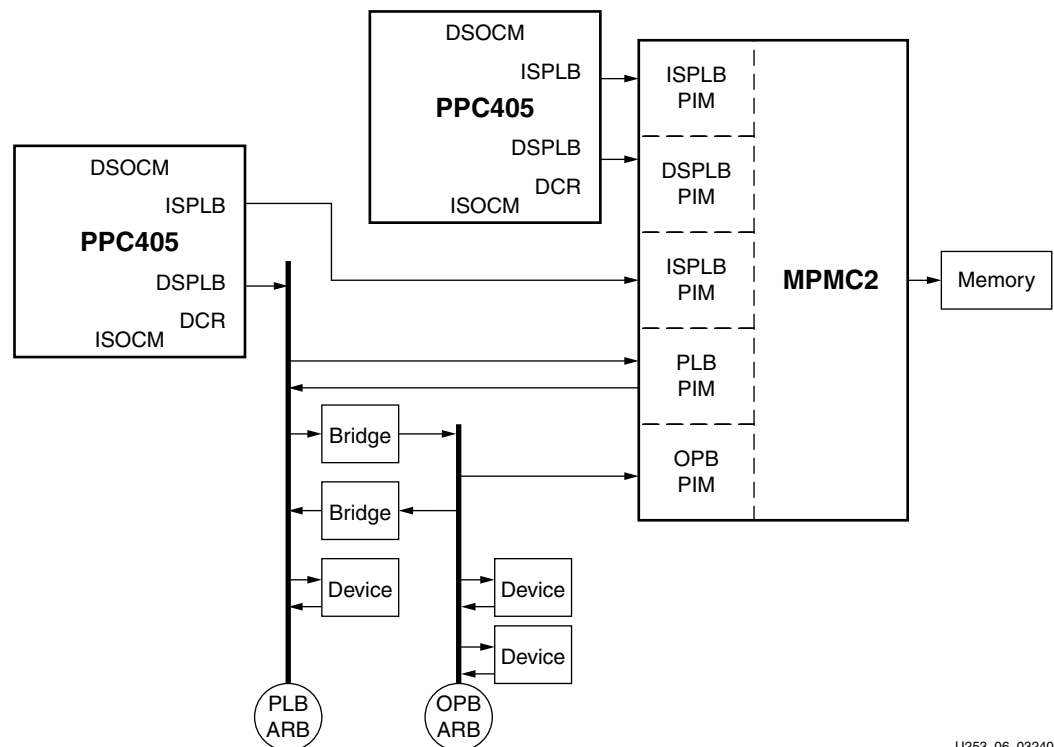 DSOCM
ISPLB
PPC405
DSPLB
DCR
ISOCM
DSOCM
ISPLB
PPC405
DSPLB
DCR
ISOCM
ISPLB
PIM
DSPLB
PIM
ISPLB
PIM
PLB
PIM
OPB
PIM
MPMC2
Memory
Bridge
Bridge
Device
Device
Device
PLB
ARB
OPB
ARB